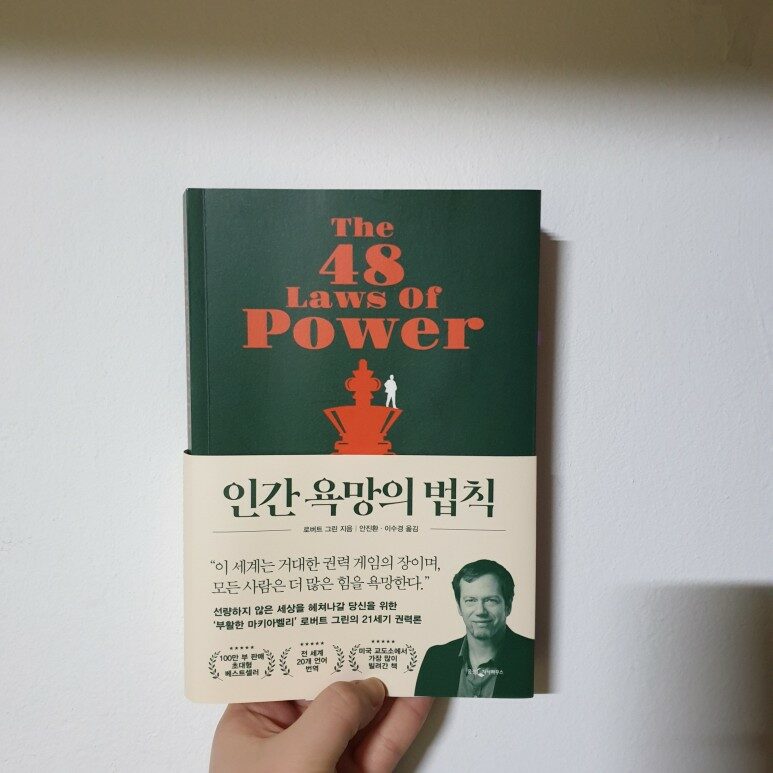 The
48
Laws Of
Power
인간 욕망의 법칙
로버트 그린 지음 | 안진환 · 이수경 옮김
“이 세계는 거대한 권력 게임의 장이며,
모든 사람은 더 많은 힘을 욕망한다.”
선량하지 않은 세상을 헤쳐나갈 당신을 위한
‘부활한 마키아벨리’ 로버트 그린의 21세기 권력론
★★★★★
100만 부 판매
초대형
베스트셀러
★★★★★
전 세계
20개 언어
번역
★★★★★
미국 교도소에서
가장 많이
빌려간 책